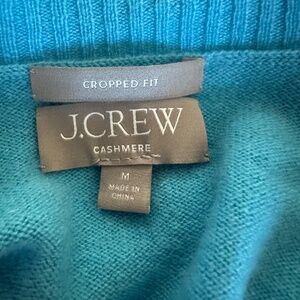 CROPPED FIT
J.CREW
CASHMERE
M
MADE IN
CHINA